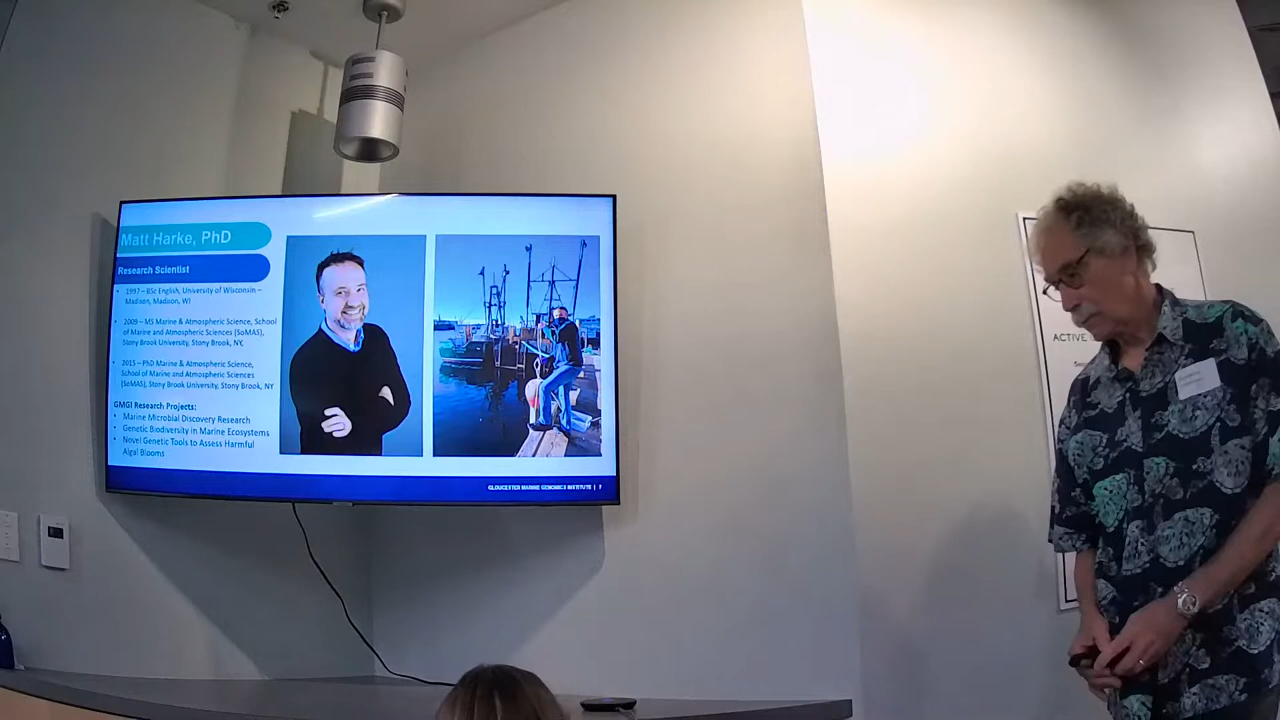 Matt Harke, PhD
Research Scientist
• 1997 – BSc English, University of Wisconsin –
Madison, Madison, WI
• 2009 – MS Marine & Atmospheric Science, School
of Marine and Atmospheric Sciences (SoMAS),
Stony Brook University, Stony Brook, NY,
• 2015 – PhD Marine & Atmospheric Science,
School of Marine and Atmospheric Sciences
(SoMAS), Stony Brook University, Stony Brook, NY
GMGI Research Projects:
• Marine Microbial Discovery Research
• Genetic Biodiversity in Marine Ecosystems
• Novel Genetic Tools to Assess Harmful
Algal Blooms
GLOUCESTER MARINE GENOMICS INSTITUTE | 7
ACTIVE